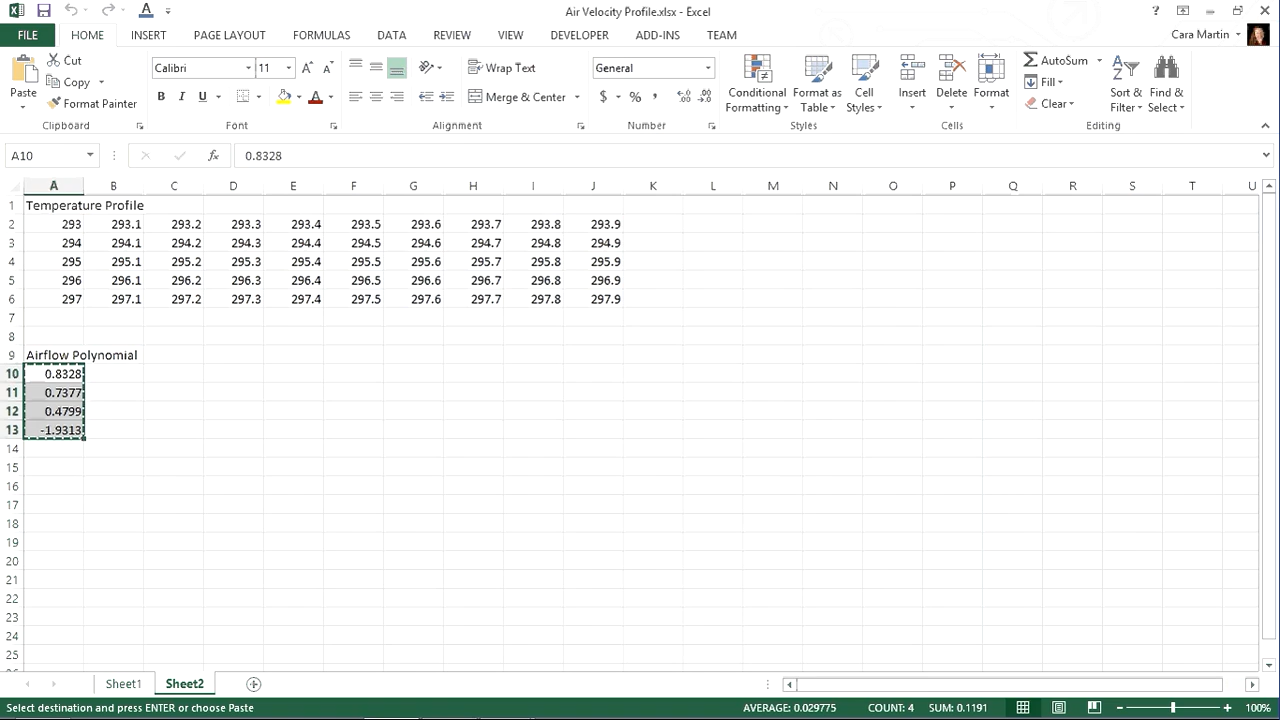 Air Velocity Profile.xlsx - Excel
FILE HOME INSERT PAGE LAYOUT FORMULAS DATA REVIEW VIEW DEVELOPER ADD-INS TEAM Cara Martin
Paste Cut Copy Format Painter
Calibri 11
B I U
Wrap Text
Merge & Center
General
$ % ,
Conditional Formatting
Format as Table
Cell Styles
Insert Delete Format
AutoSum
Fill
Clear
Sort & Filter
Find & Select
Clipboard Font Alignment Number Styles Cells Editing
A10 fx 0.8328
A B C D E F G H I J K L M N O P Q R S T U
1 Temperature Profile
2 293 293.1 293.2 293.3 293.4 293.5 293.6 293.7 293.8 293.9
3 294 294.1 294.2 294.3 294.4 294.5 294.6 294.7 294.8 294.9
4 295 295.1 295.2 295.3 295.4 295.5 295.6 295.7 295.8 295.9
5 296 296.1 296.2 296.3 296.4 296.5 296.6 296.7 296.8 296.9
6 297 297.1 297.2 297.3 297.4 297.5 297.6 297.7 297.8 297.9
7
8
9 Airflow Polynomial
10 0.8328
11 0.7377
12 0.4799
13 -1.9313
14
15
16
17
18
19
20
21
22
23
24
25
Sheet1 Sheet2
Select destination and press ENTER or choose Paste AVERAGE: 0.029775 COUNT: 4 SUM: 0.1191 100%